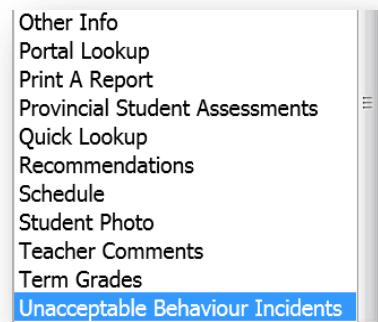 Other Info
Portal Lookup
Print A Report
Provincial Student Assessments
Quick Lookup
Recommendations
Schedule
Student Photo
Teacher Comments
Term Grades
Unacceptable Behaviour Incidents